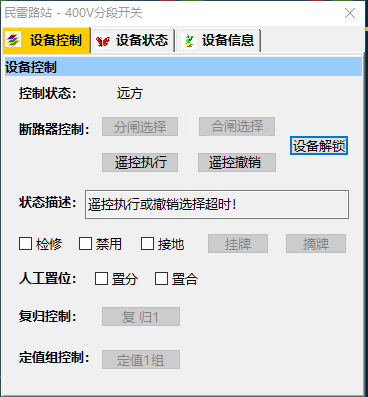 民雷路站 - 400V分段开关
设备控制 设备状态 设备信息
设备控制
控制状态： 远方
断路器控制： 分闸选择 合闸选择
设备解锁
遥控执行 遥控撤销
状态描述： 遥控执行或撤销选择超时！
检修 禁用 接地 挂牌 摘牌
人工置位： 置分 置合
复归控制： 复 归1
定值组控制： 定值1组